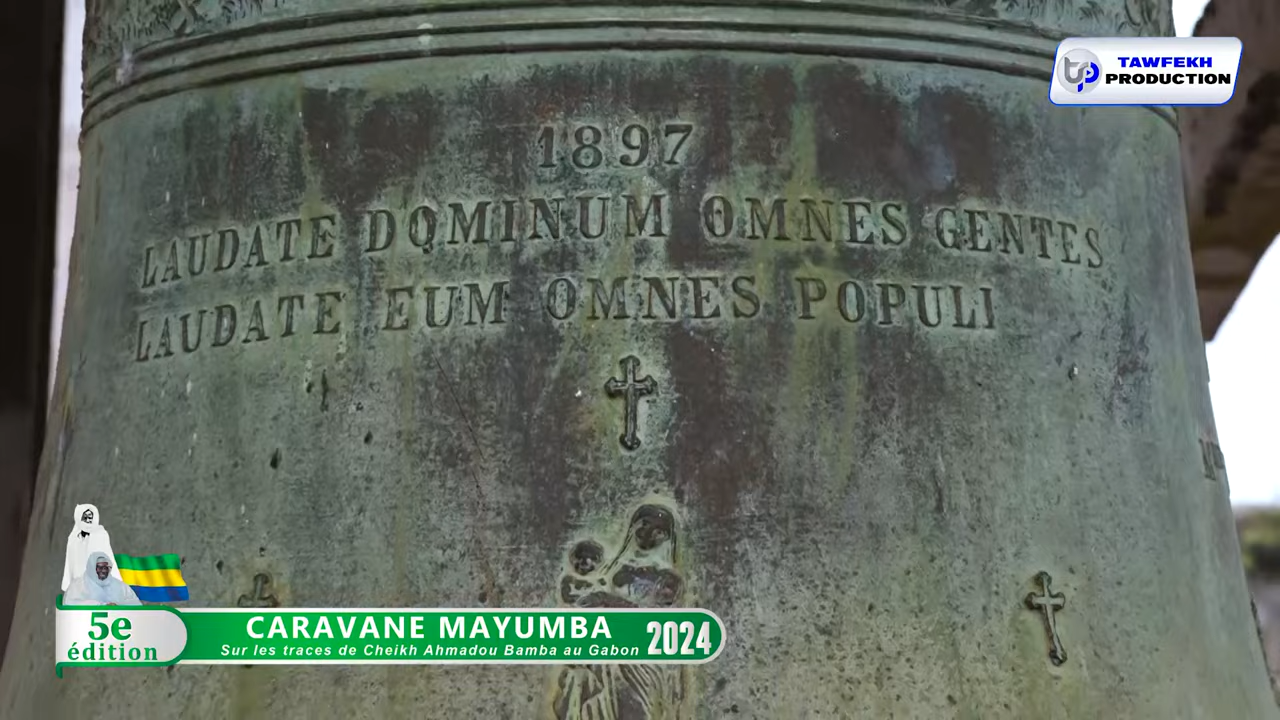 TAWFEKH
PRODUCTION
1897
LAUDATE DOMINUM OMNES GENTES
LAUDATE EUM OMNES POPULI
5e
édition
CARAVANE MAYUMBA
Sur les traces de Cheikh Ahmadou Bamba au Gabon
2024